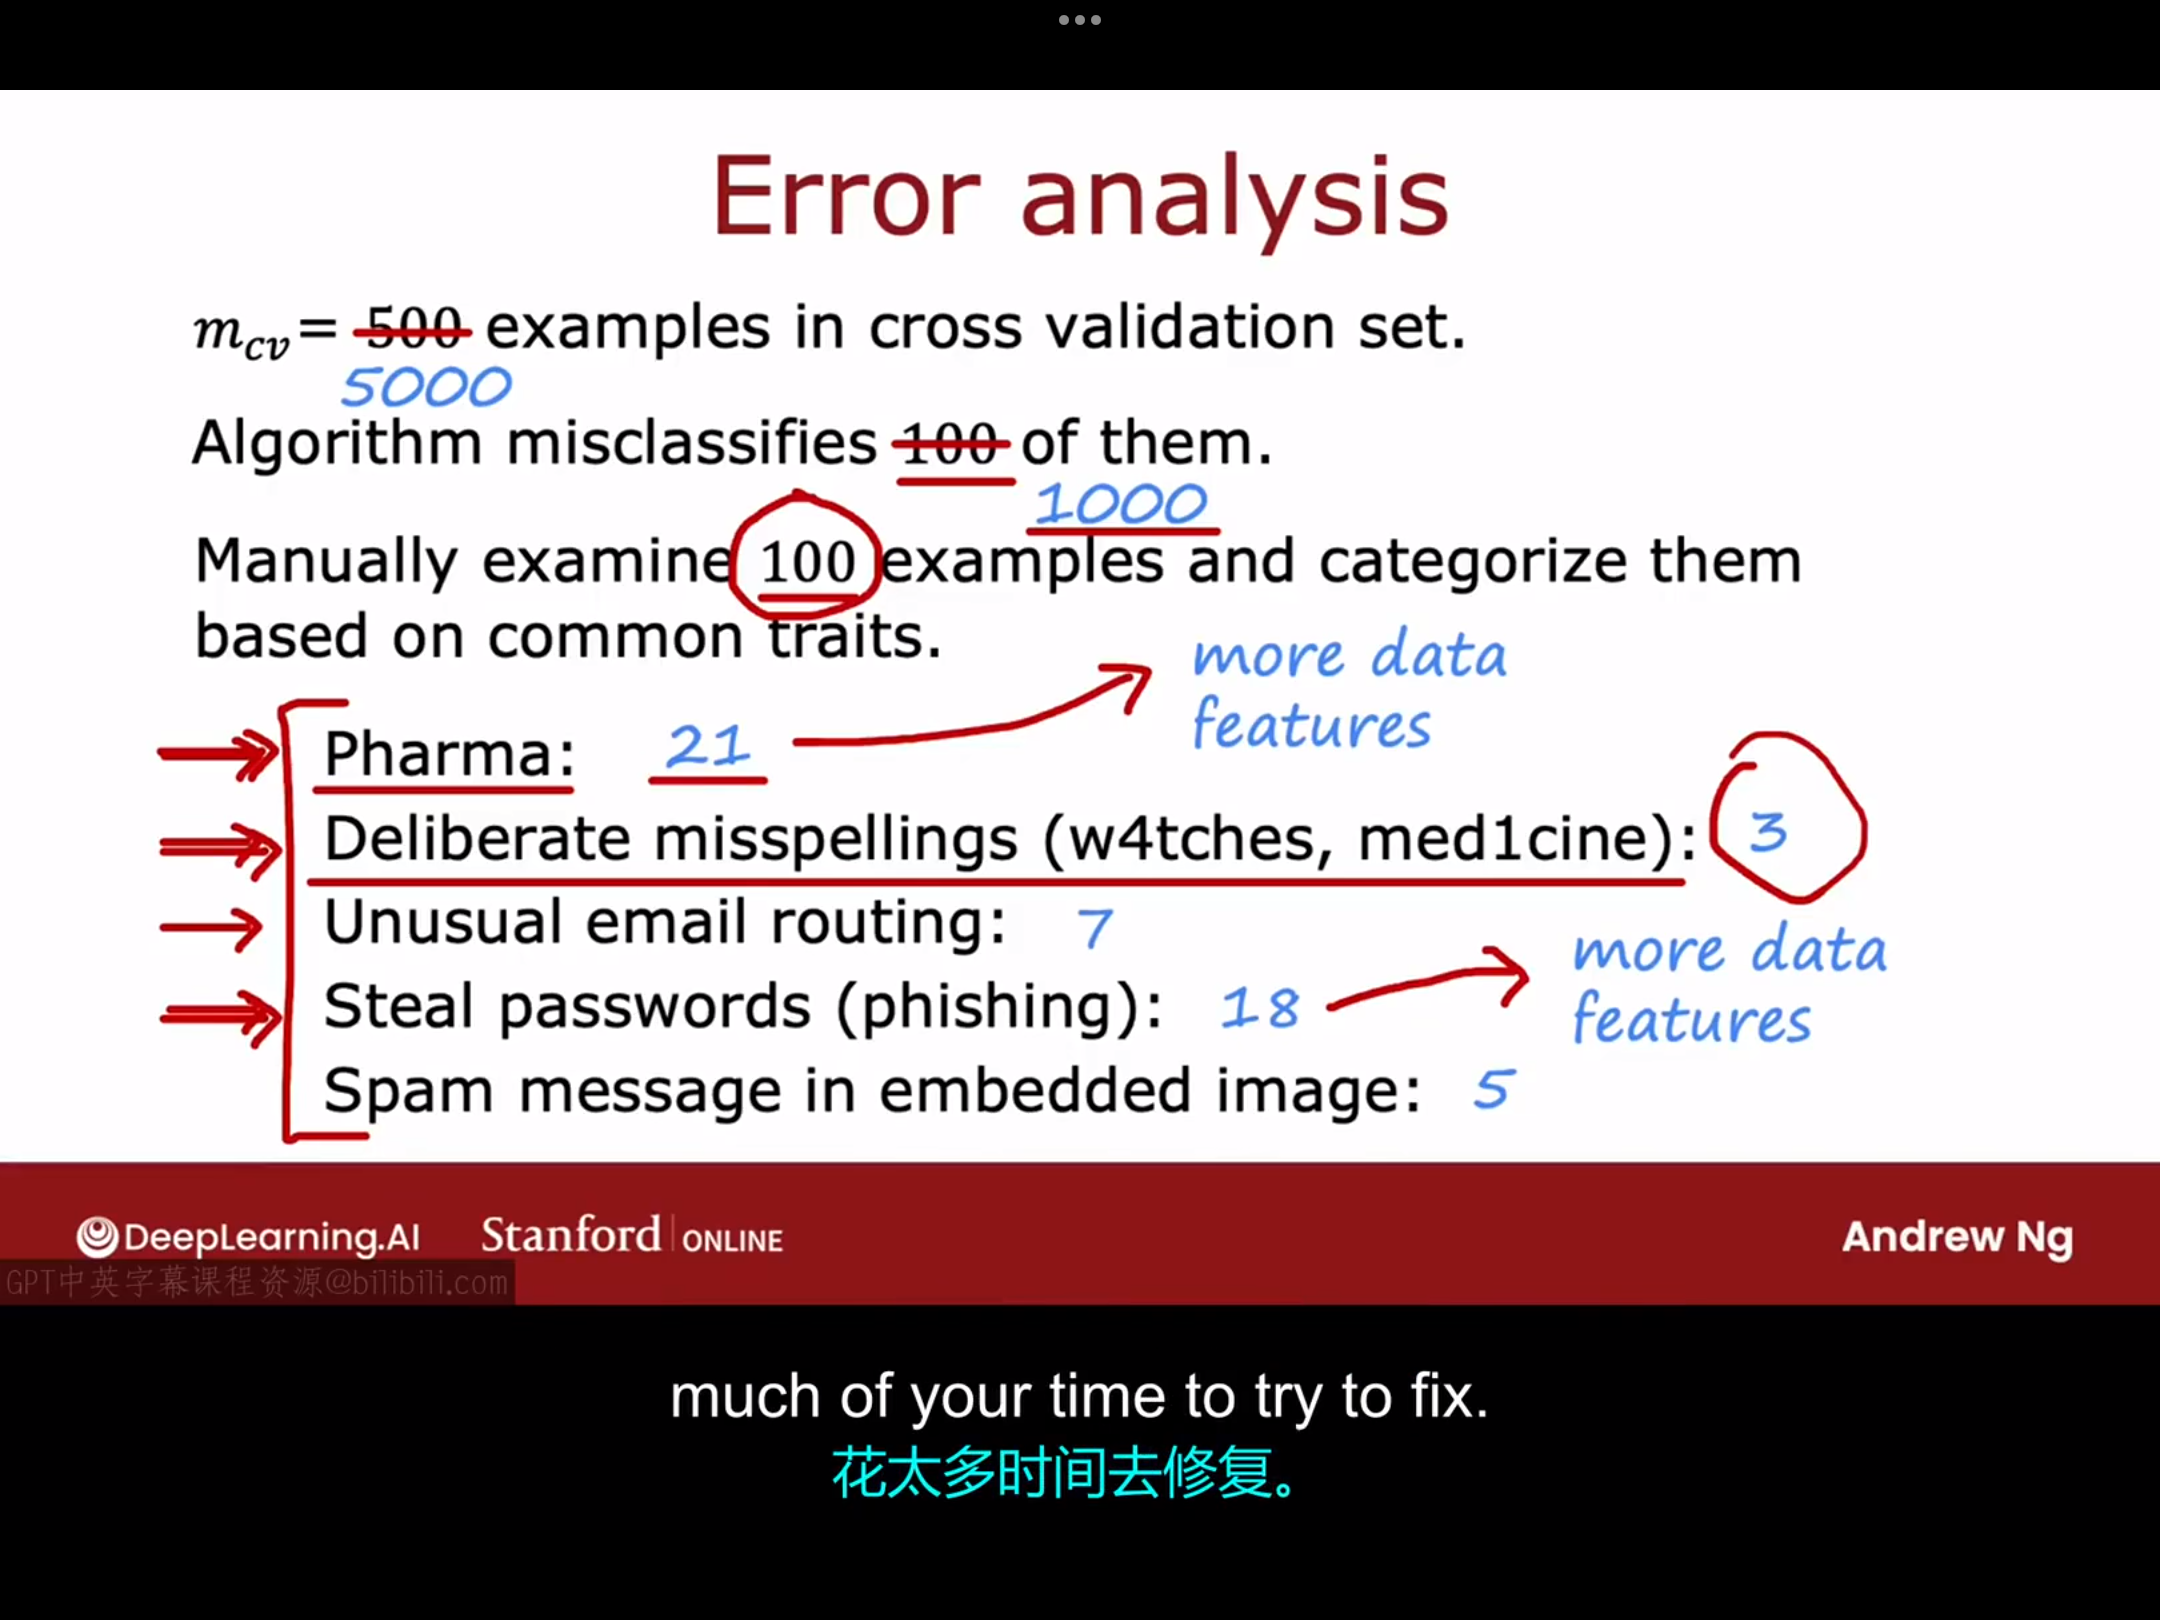 Error analysis
m_cv = 500 examples in cross validation set.
5000
Algorithm misclassifies 100 of them.
1000
Manually examine 100 examples and categorize them
based on common traits.
more data
features
Pharma: 21
Deliberate misspellings (w4tches, med1cine): 3
Unusual email routing: 7
more data
features
Steal passwords (phishing): 18
Spam message in embedded image: 5
DeepLearning.AI Stanford ONLINE Andrew Ng
GPT中英字幕课程资源@bilibili.com
much of your time to try to fix.
花太多时间去修复。